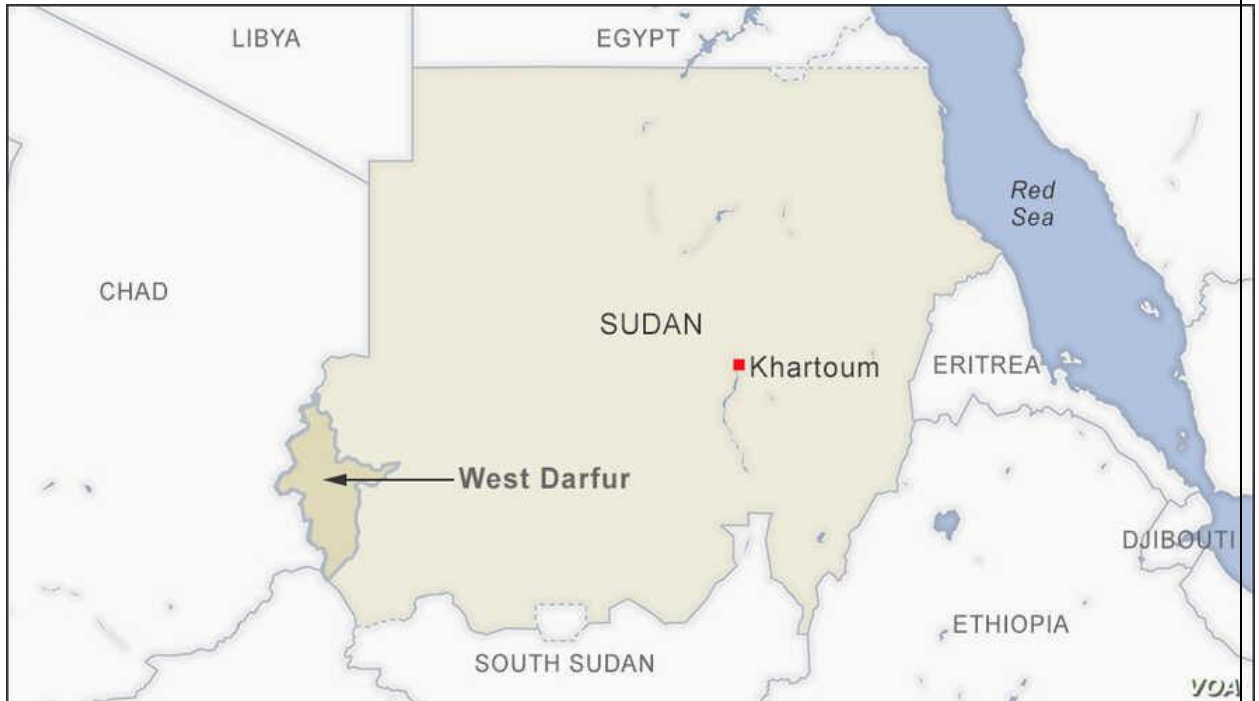 LIBYA
EGYPT
Red
Sea
CHAD
SUDAN
Khartoum
ERITREA
West Darfur
DJIBOUTI
ETHIOPIA
SOUTH SUDAN
VOA